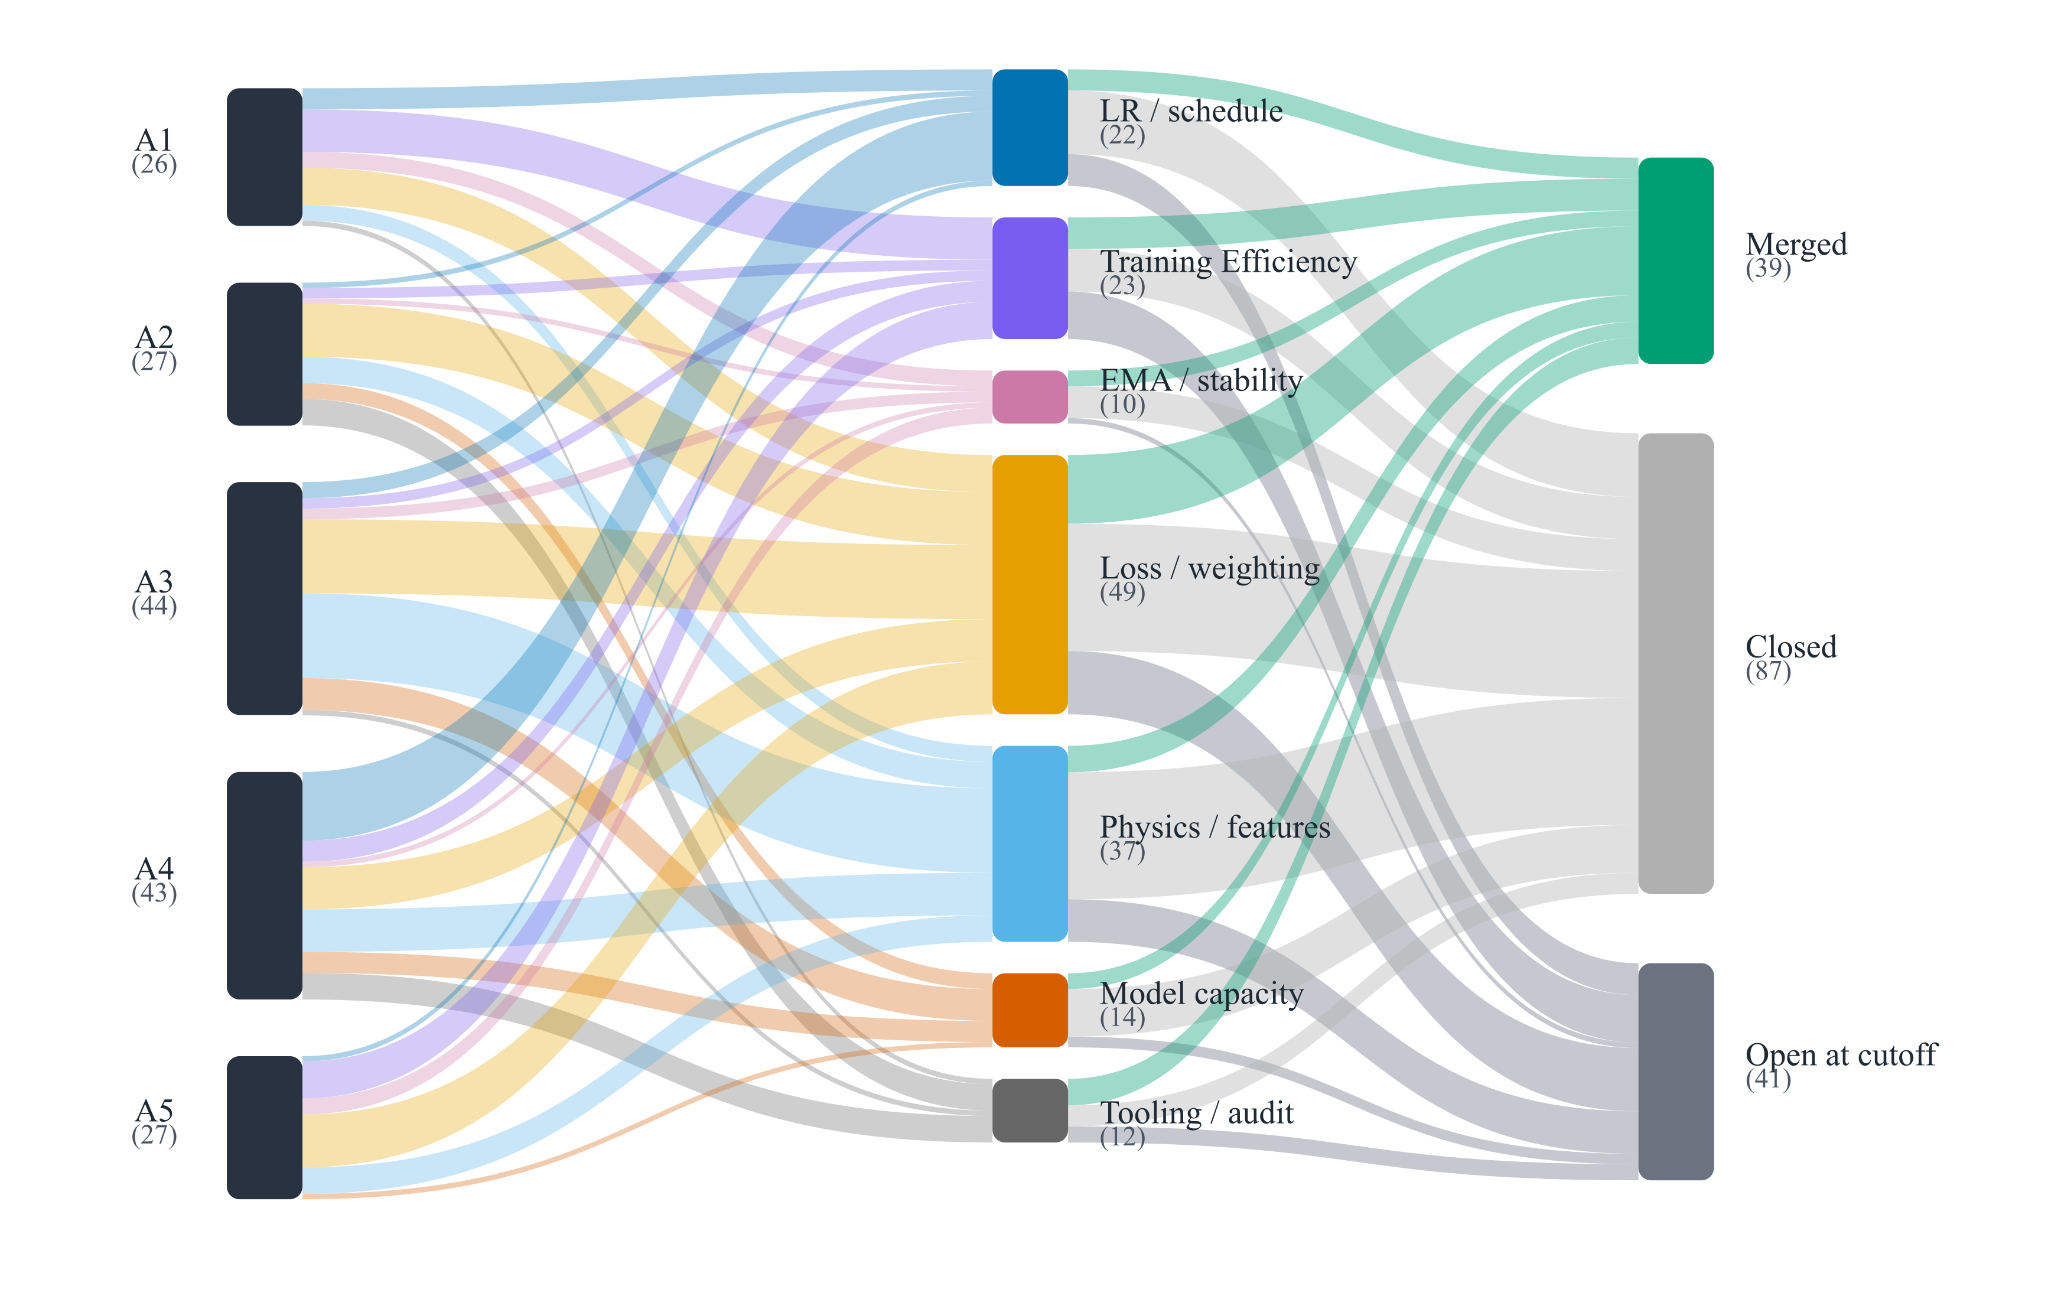 A1
(26)
A2
(27)
A3
(44)
A4
(43)
A5
(27)
LR / schedule
(22)
Training Efficiency
(23)
EMA / stability
(10)
Loss / weighting
(49)
Physics / features
(37)
Model capacity
(14)
Tooling / audit
(12)
Merged
(39)
Closed
(87)
Open at cutoff
(41)